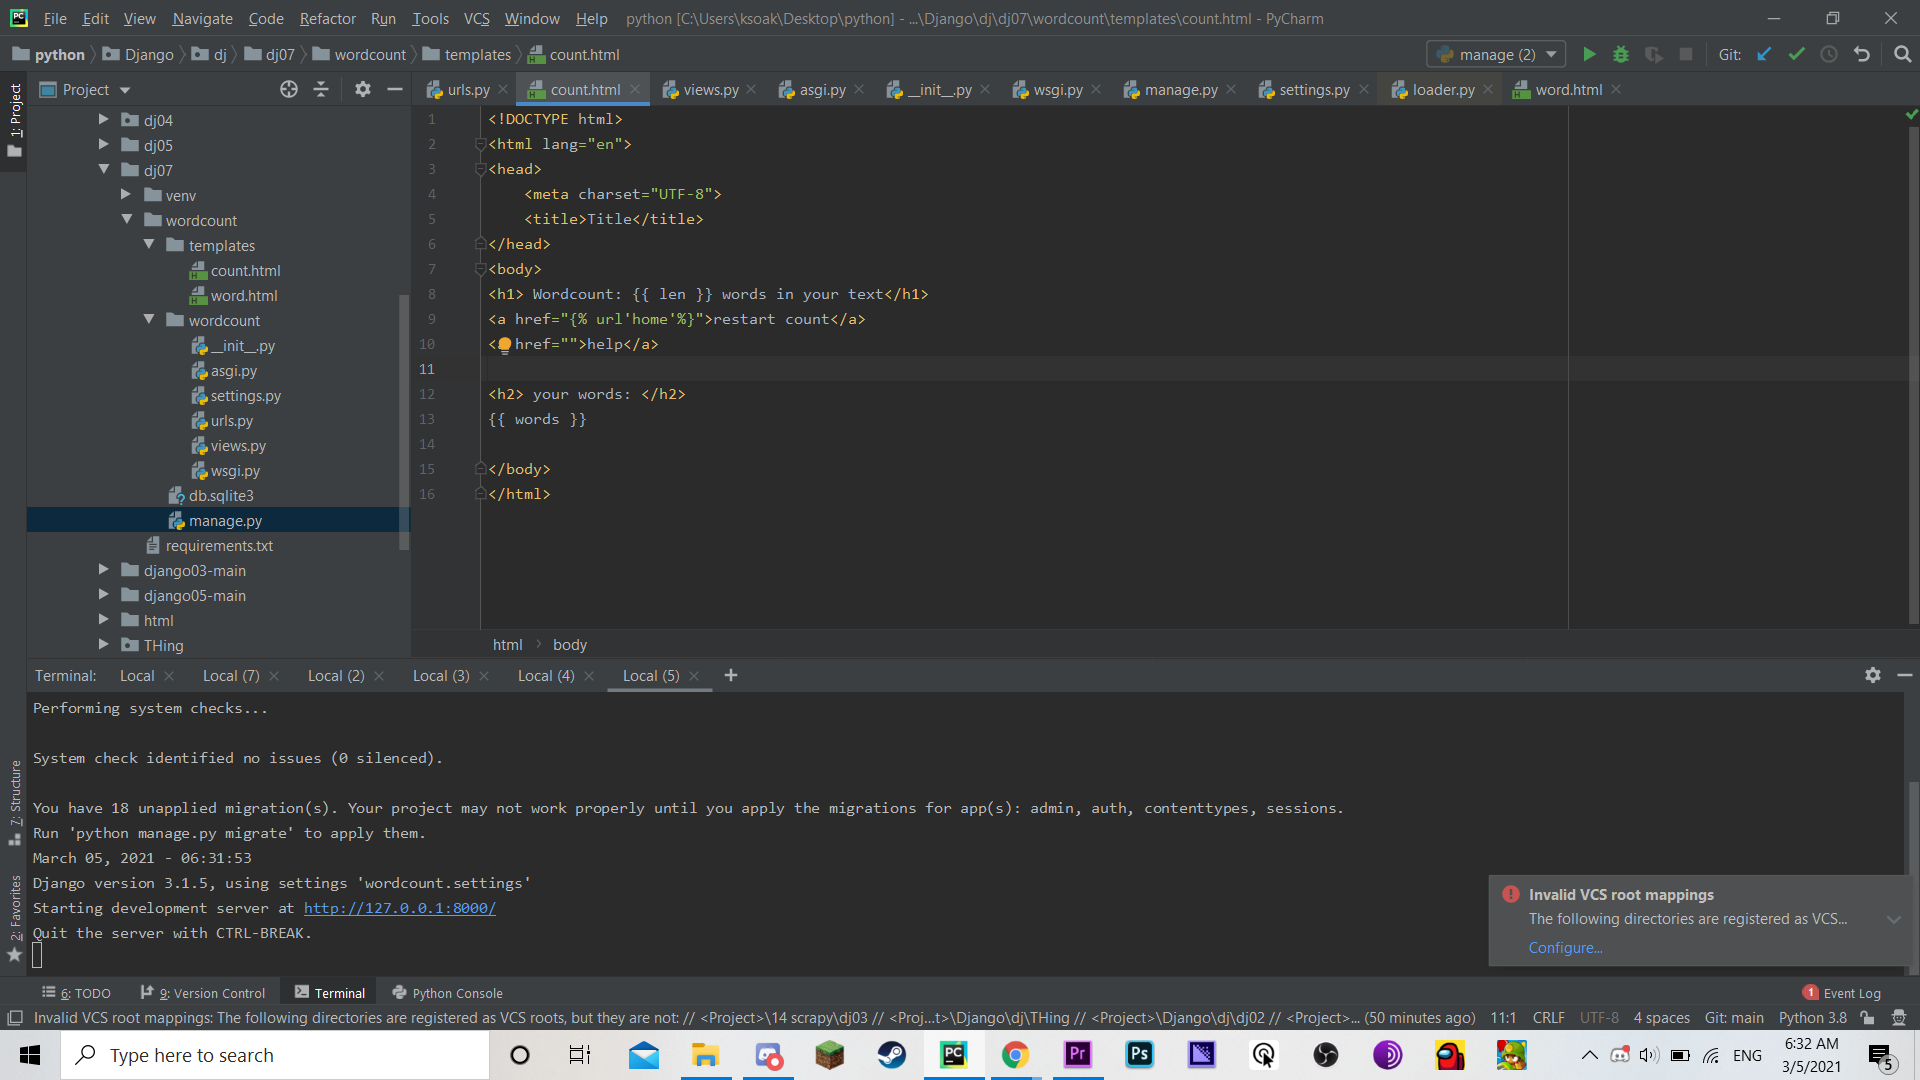 File Edit View Navigate Code Refactor Run Tools VCS Window Help python [C:\Users\ksoak\Desktop\python] - ...\Django\dj\dj07\wordcount\templates\count.html - PyCharm
python Django dj dj07 wordcount templates count.html manage (2) Git:
1: Project
Project
urls.py count.html views.py asgi.py __init__.py wsgi.py manage.py settings.py loader.py word.html
dj04
dj05
dj07
venv
wordcount
templates
count.html
word.html
wordcount
__init__.py
asgi.py
settings.py
urls.py
views.py
wsgi.py
db.sqlite3
manage.py
requirements.txt
django03-main
django05-main
html
THing
1 <!DOCTYPE html>
2 <html lang="en">
3 <head>
4 <meta charset="UTF-8">
5 <title>Title</title>
6 </head>
7 <body>
8 <h1> Wordcount: {{ len }} words in your text</h1>
9 <a href="{% url'home'%}">restart count</a>
10 < href="">help</a>
11
12 <h2> your words: </h2>
13 {{ words }}
14
15 </body>
16 </html>
html body
Terminal: Local Local (7) Local (2) Local (3) Local (4) Local (5)
Performing system checks...
System check identified no issues (0 silenced).
You have 18 unapplied migration(s). Your project may not work properly until you apply the migrations for app(s): admin, auth, contenttypes, sessions.
Run 'python manage.py migrate' to apply them.
March 05, 2021 - 06:31:53
Django version 3.1.5, using settings 'wordcount.settings'
Starting development server at http://127.0.0.1:8000/
Quit the server with CTRL-BREAK.
7: Structure
2: Favorites
Invalid VCS root mappings
The following directories are registered as VCS...
Configure...
6: TODO 9: Version Control Terminal Python Console 1 Event Log
Invalid VCS root mappings: The following directories are registered as VCS roots, but they are not: // <Project>\14 scrapy\dj03 // <Proj...t>\Django\dj\THing // <Project>\Django\dj\dj02 // <Project>... (50 minutes ago) 11:1 CRLF UTF-8 4 spaces Git: main Python 3.8
Type here to search PC Pr Ps ENG 6:32 AM
3/5/2021
5